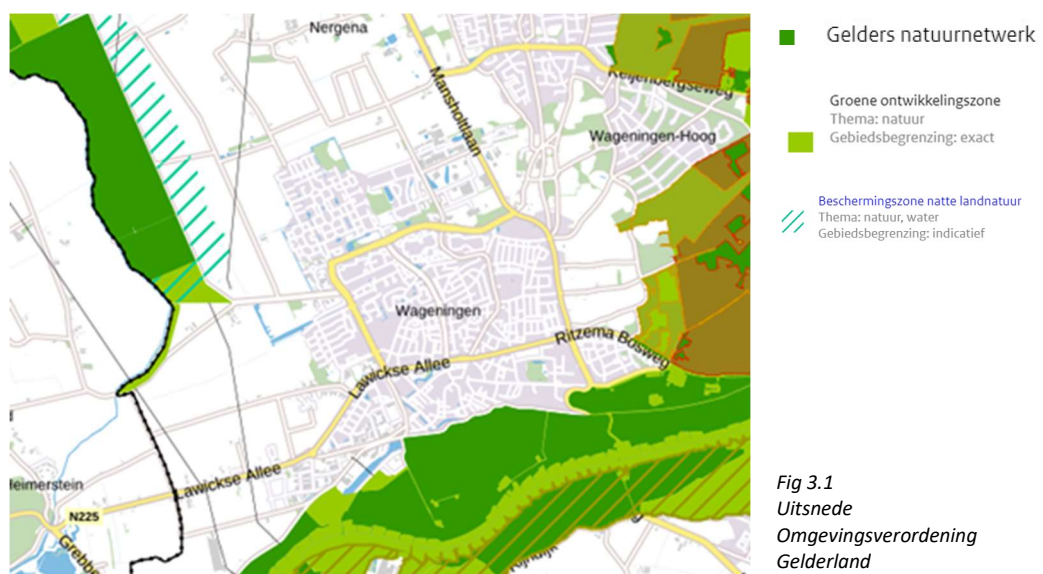 Nergena
Mansholtlaan
Keijenbergseweg
Wageningen-Hoog
Wageningen
Ritzema Bosweg
Lawickse Allee
Lawickse Allee
N225
Gelders natuurnetwerk
Groene ontwikkelingszone
Thema: natuur
Gebiedsbegrenzing: exact
Beschermingszone natte landnatuur
Thema: natuur, water
Gebiedsbegrenzing: indicatief
Fig 3.1
Uitsnede
Omgevingsverordening
Gelderland